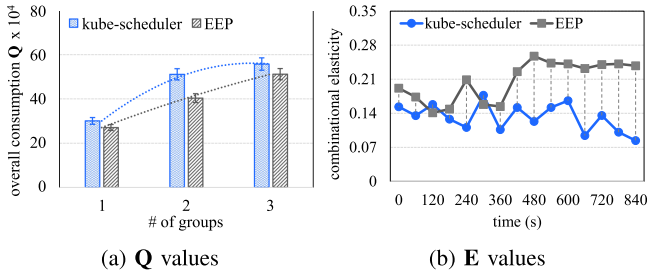 kube-scheduler EEP
overall consumption Q x 10⁴
80
60
40
20
0
1 2 3
# of groups
(a) Q values
kube-scheduler EEP
combinational elasticity
0.35
0.28
0.21
0.14
0.07
0
0 120 240 360 480 600 720 840
time (s)
(b) E values